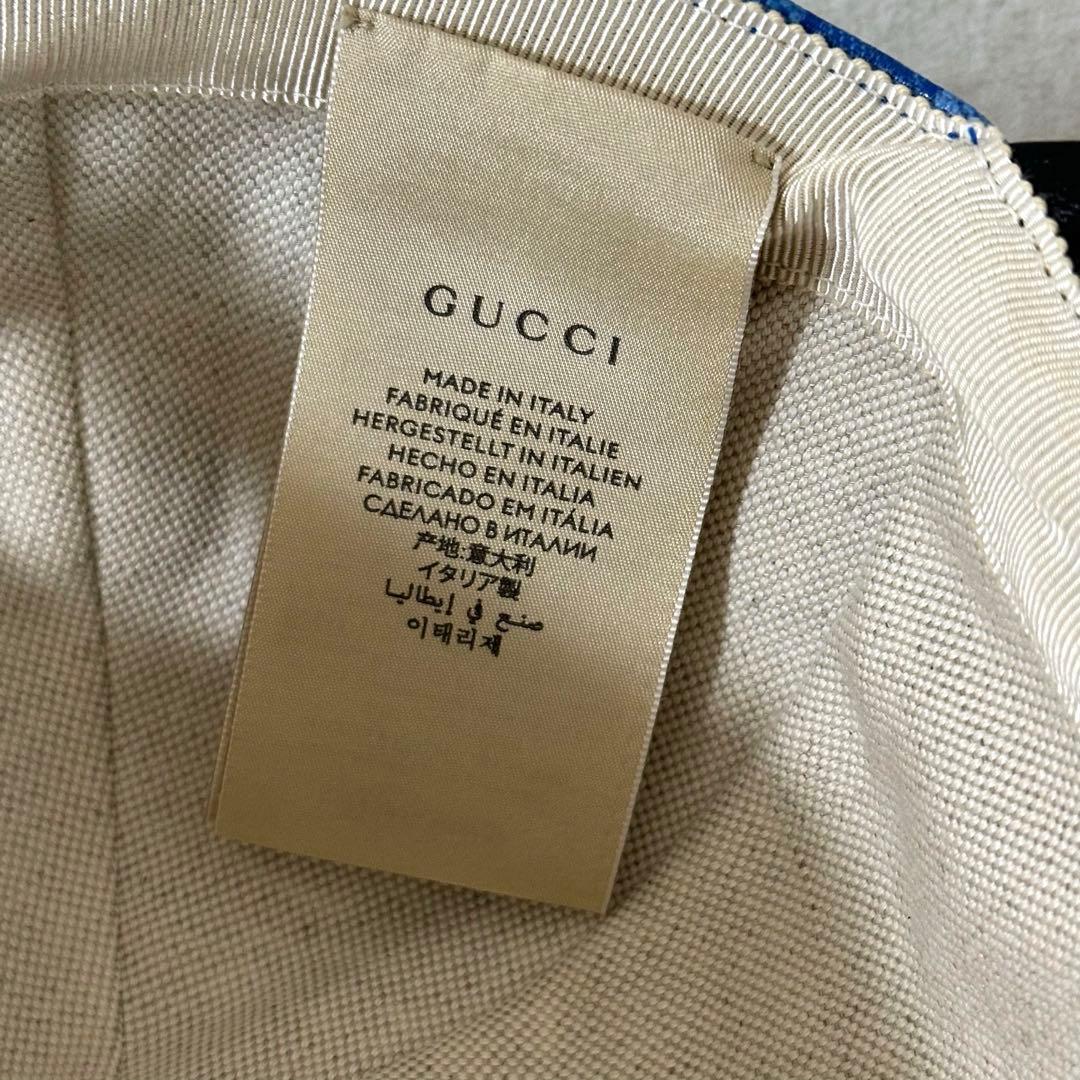 GUCCI
MADE IN ITALY
FABRIQUÉ EN ITALIE
HERGESTELLT IN ITALIEN
HECHO EN ITALIA
FABRICADO EM ITÁLIA
СДЕЛАНО В ИТАЛИИ
产地:意大利
イタリア製
صنع في إيطاليا
이태리제